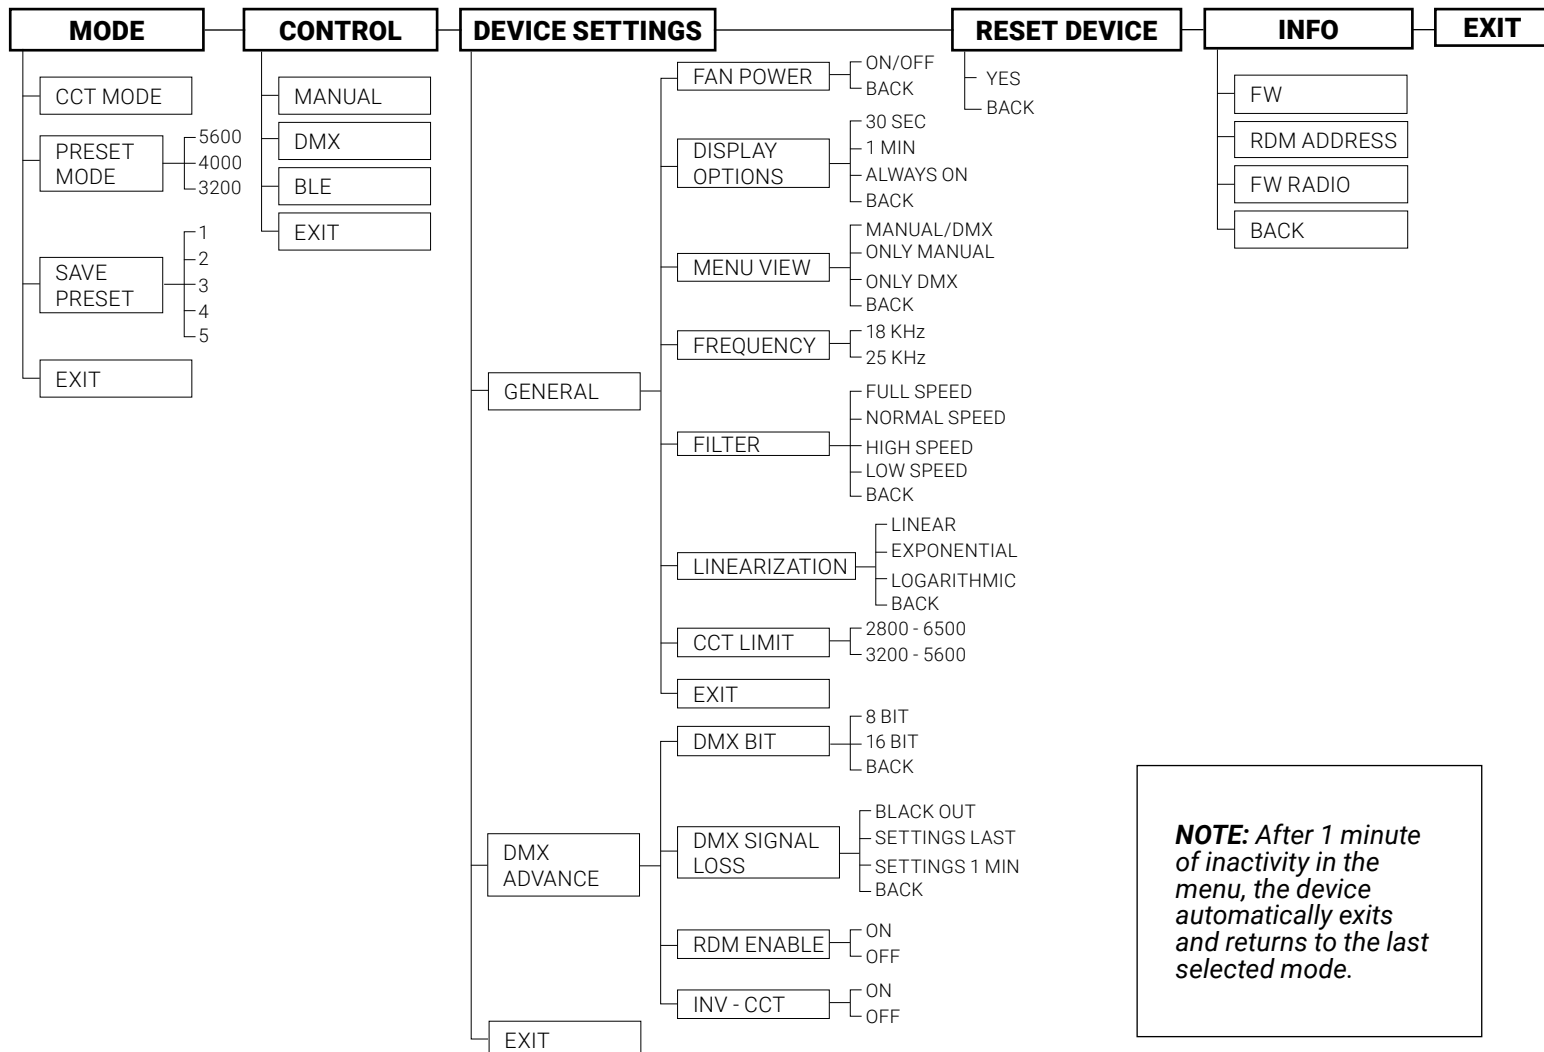 MODE
CONTROL
DEVICE SETTINGS
RESET DEVICE
INFO
EXIT
CCT MODE
PRESET
MODE
5600
4000
3200
SAVE
PRESET
1
2
3
4
5
EXIT
MANUAL
DMX
BLE
EXIT
GENERAL
FAN POWER
ON/OFF
BACK
DISPLAY
OPTIONS
30 SEC
1 MIN
ALWAYS ON
BACK
MENU VIEW
MANUAL/DMX
ONLY MANUAL
ONLY DMX
BACK
FREQUENCY
18 KHz
25 KHz
FILTER
FULL SPEED
NORMAL SPEED
HIGH SPEED
LOW SPEED
BACK
LINEARIZATION
LINEAR
EXPONENTIAL
LOGARITHMIC
BACK
CCT LIMIT
2800 - 6500
3200 - 5600
EXIT
DMX
ADVANCE
DMX BIT
8 BIT
16 BIT
BACK
DMX SIGNAL
LOSS
BLACK OUT
SETTINGS LAST
SETTINGS 1 MIN
BACK
RDM ENABLE
ON
OFF
INV - CCT
ON
OFF
EXIT
YES
BACK
FW
RDM ADDRESS
FW RADIO
BACK
NOTE: After 1 minute
of inactivity in the
menu, the device
automatically exits
and returns to the last
selected mode.